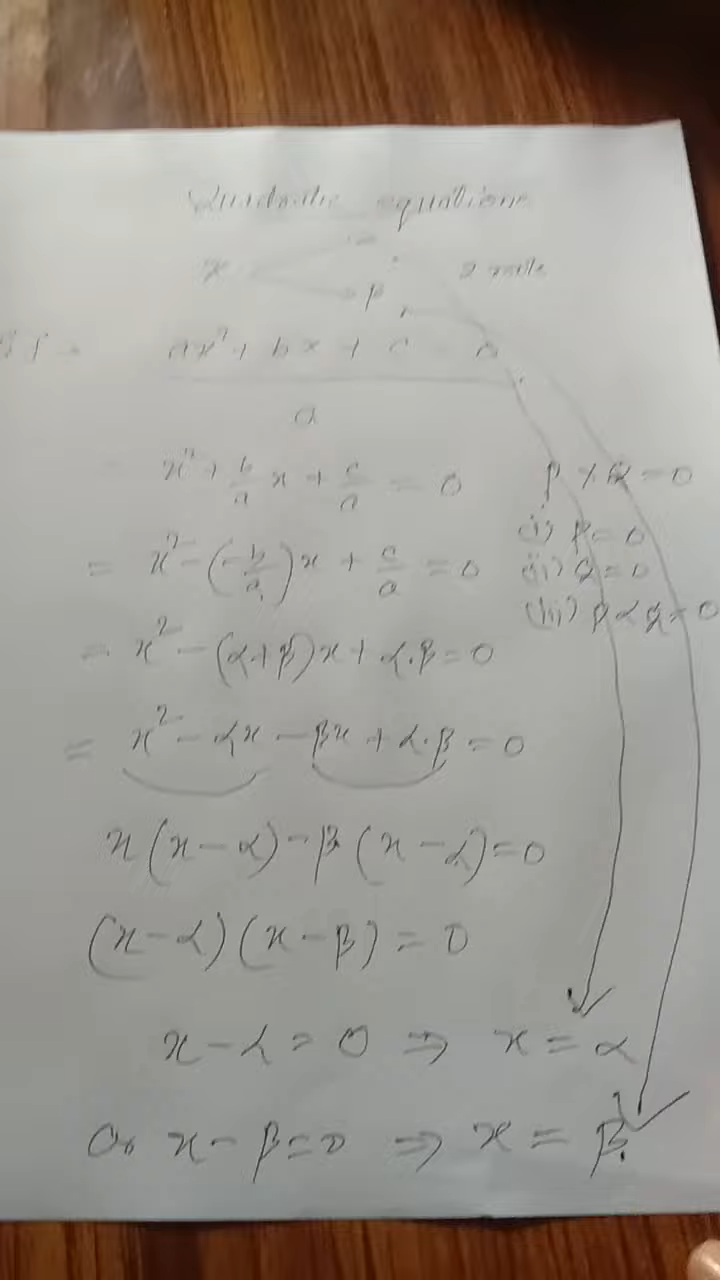 Quadratic equations
x β 2 roots
ax² + bx + c 0
a
x² + b/a x + c/a = 0 P × Q = 0
(i) P = 0
= x² - (-b/a)x + c/a = 0 (ii) Q = 0
(iii) P & Q = 0
= x² - (α+β)x + α.β = 0
= x² - αx - βx + α.β = 0
x(x-α) - β(x-α) = 0
(x-α)(x-β) = 0
x-α = 0 ⇒ x = α
Or x-β = 0 ⇒ x = β.